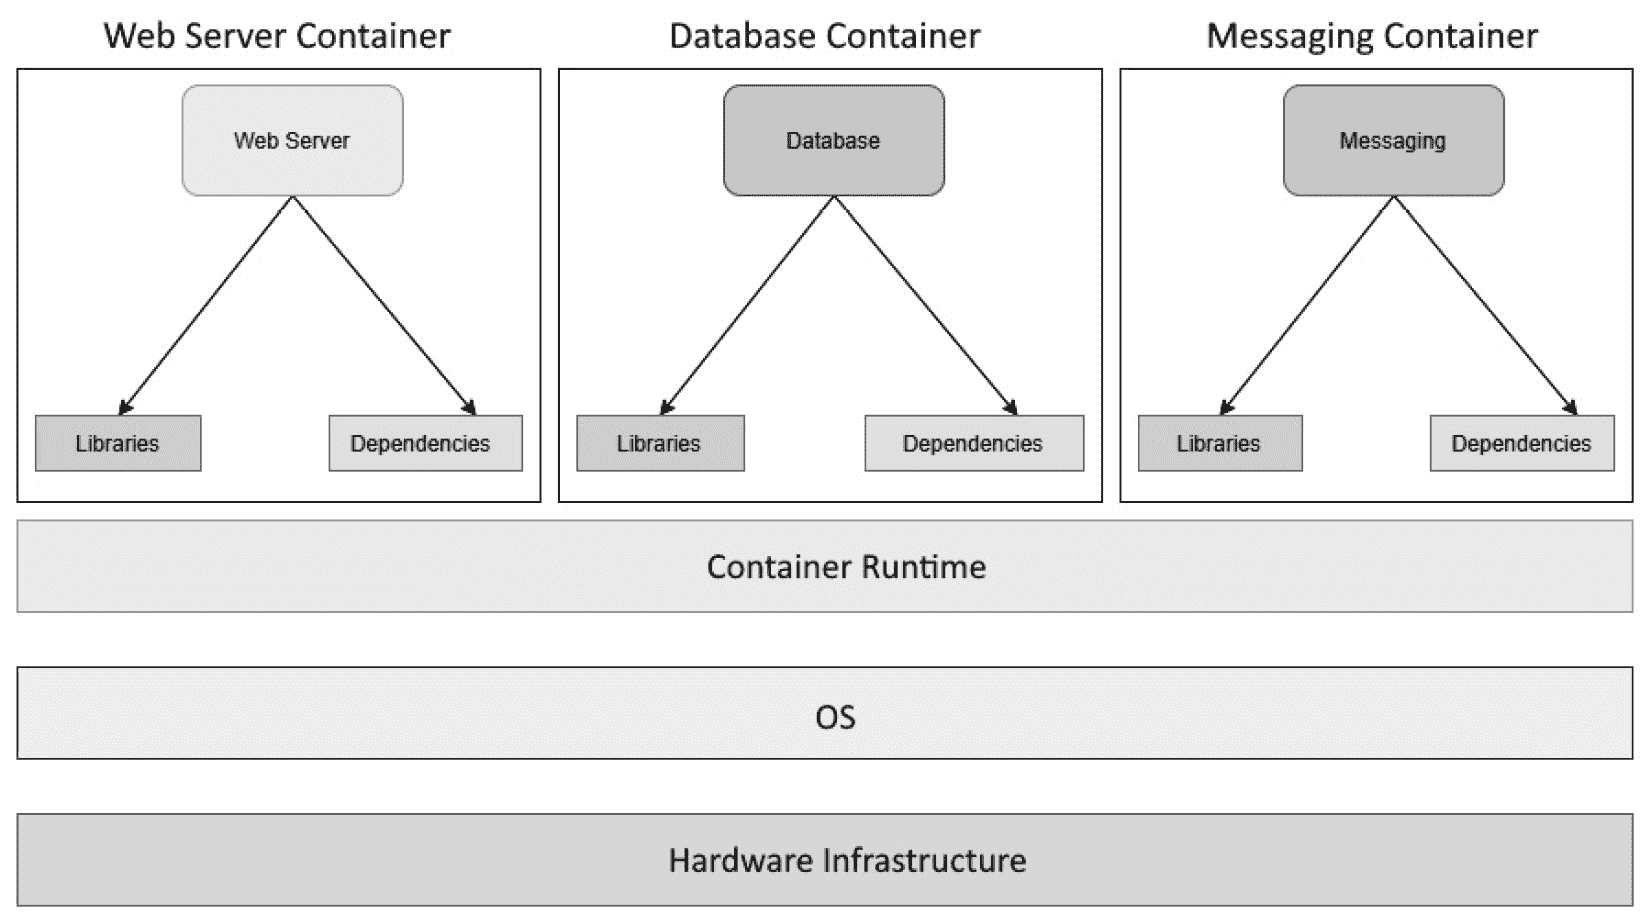 Web Server Container
Database Container
Messaging Container
Web Server
Database
Messaging
Libraries
Dependencies
Libraries
Dependencies
Libraries
Dependencies
Container Runtime
OS
Hardware Infrastructure